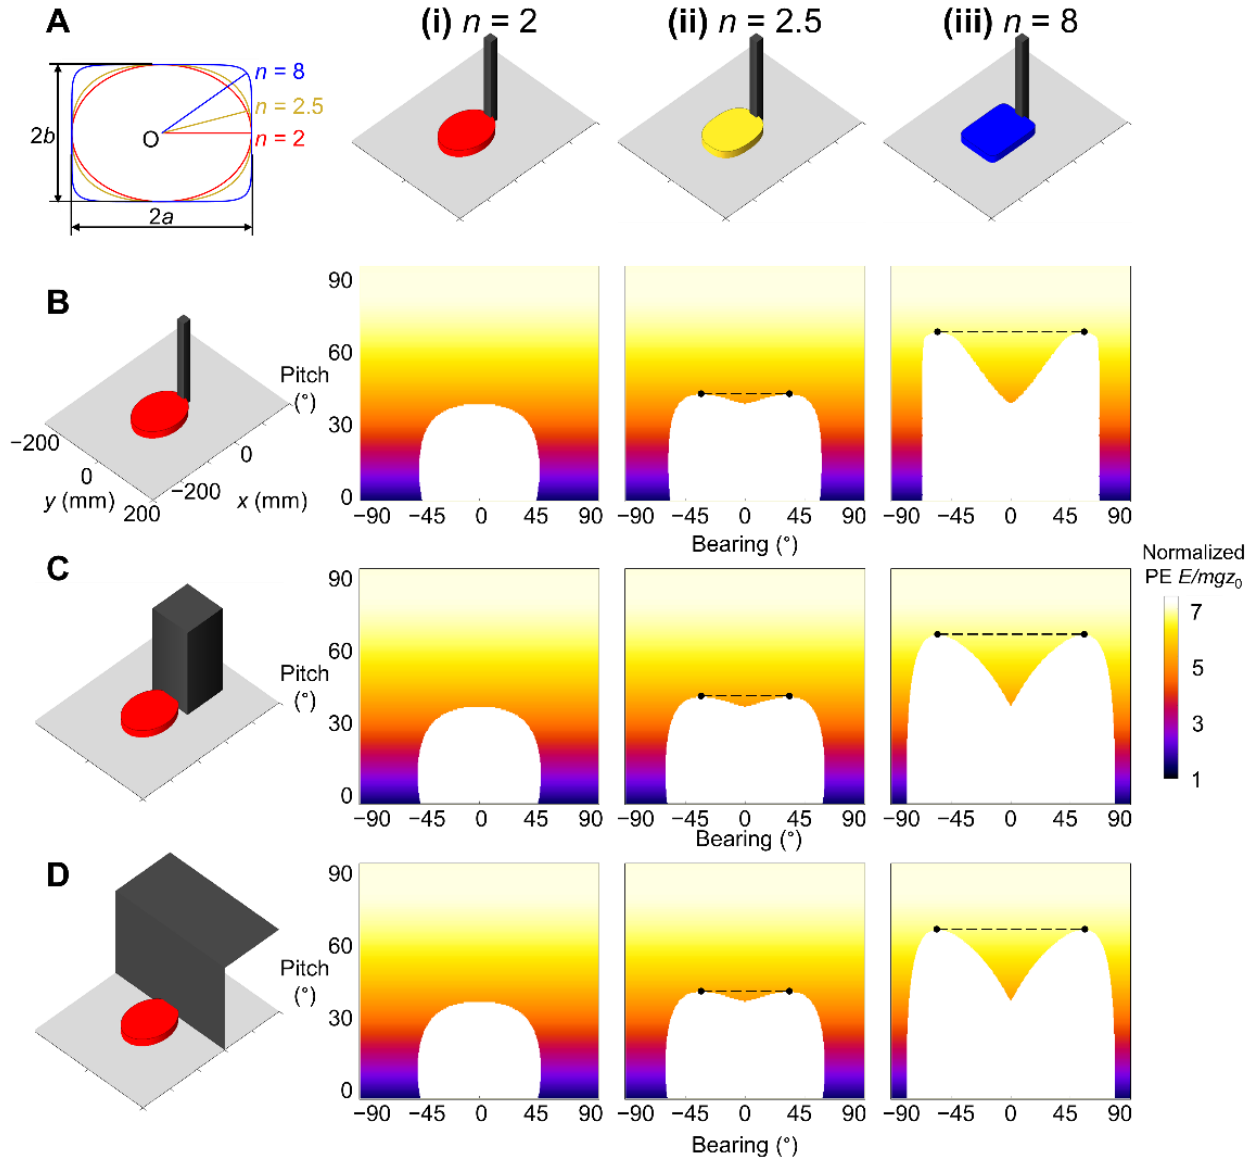 A
(i) n = 2
(ii) n = 2.5
(iii) n = 8
n = 8
n = 2.5
n = 2
O
2b
2a
B
−200
0
200
y (mm)
−200
0
x (mm)
Pitch
(°)
90
60
30
0
−90 −45 0 45 90
−90 −45 0 45 90
−90 −45 0 45 90
Bearing (°)
C
Pitch
(°)
90
60
30
0
−90 −45 0 45 90
−90 −45 0 45 90
−90 −45 0 45 90
Bearing (°)
Normalized
PE E/mgz0
7
5
3
1
D
Pitch
(°)
90
60
30
0
−90 −45 0 45 90
−90 −45 0 45 90
−90 −45 0 45 90
Bearing (°)